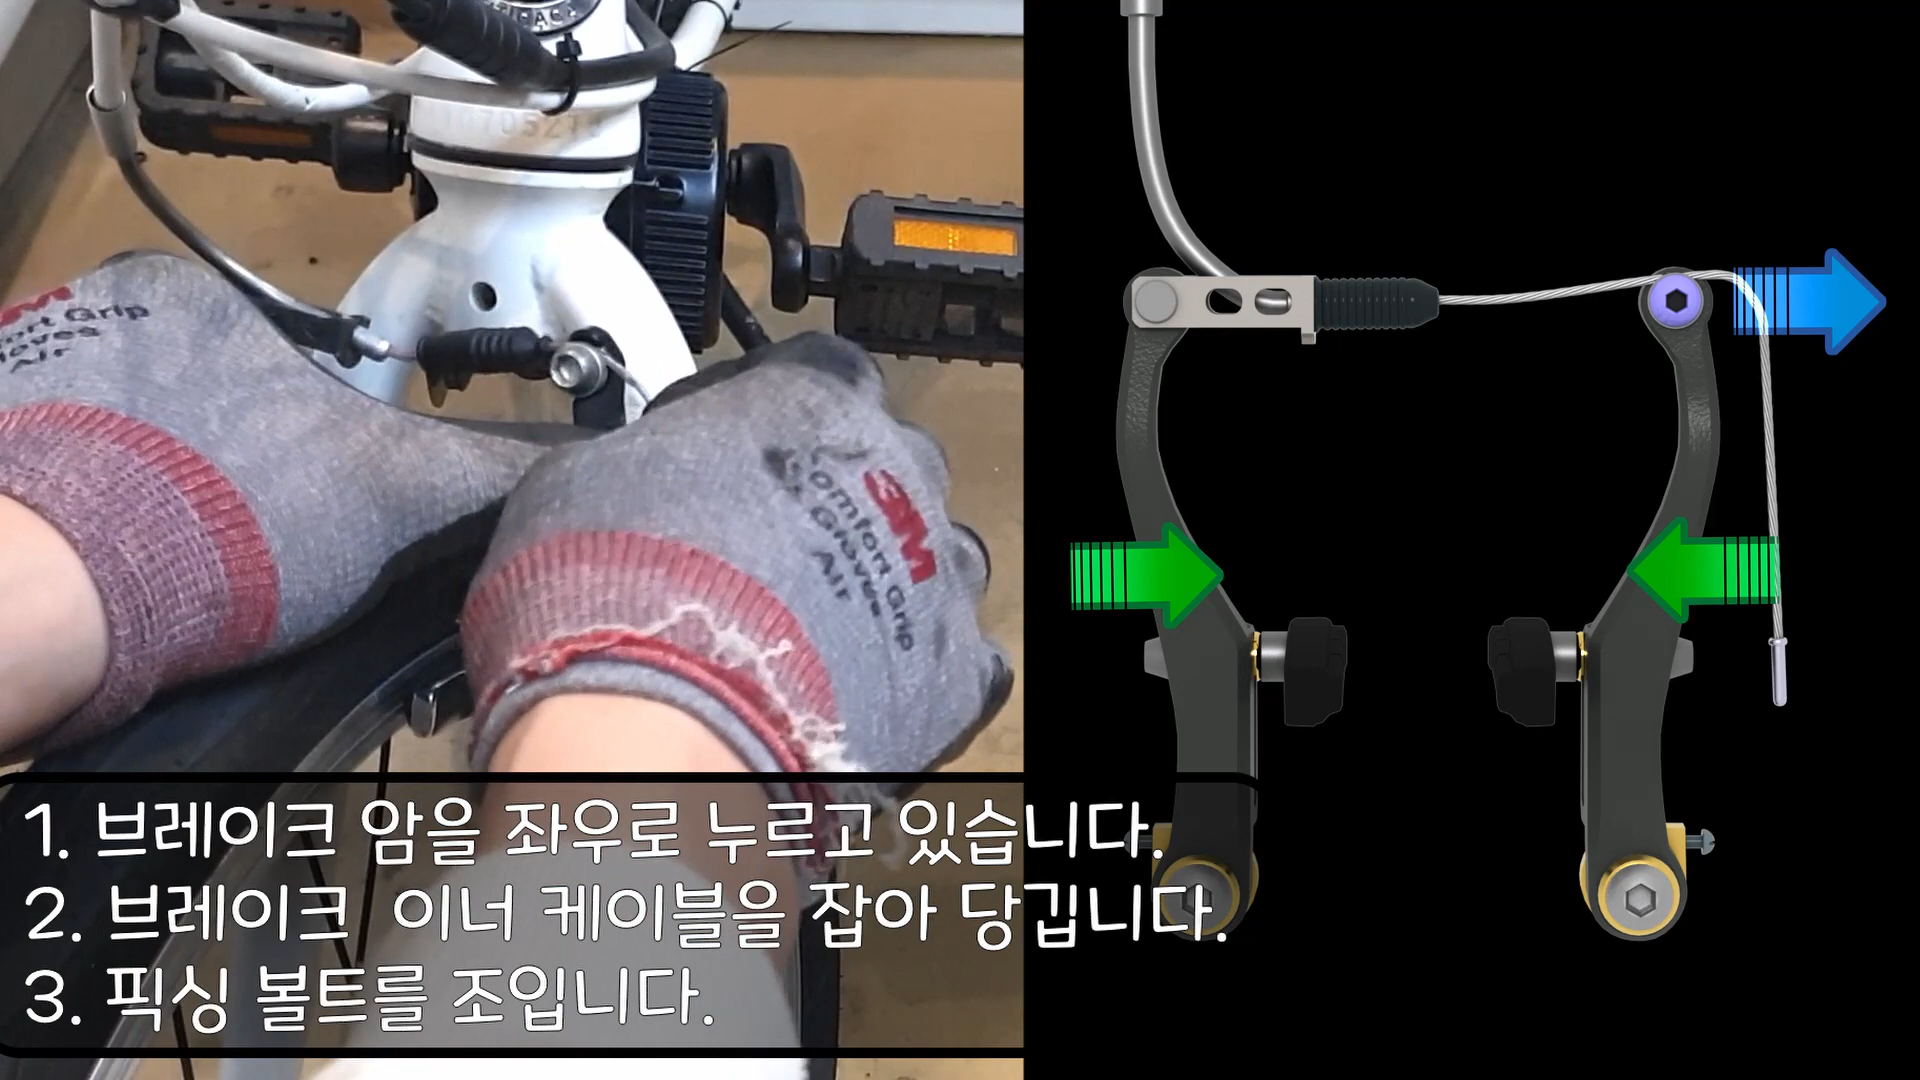 3M
Comfort Grip
Gloves
Air
1. 브레이크 암을 좌우로 누르고 있습니다.
2. 브레이크 이너 케이블을 잡아 당깁니다.
3. 픽싱 볼트를 조입니다.